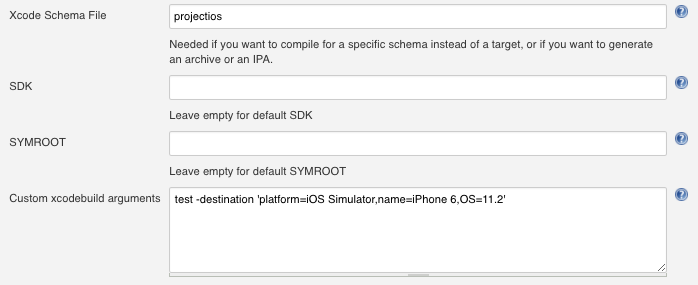 Xcode Schema File
projectios
Needed if you want to compile for a specific schema instead of a target, or if you want to generate
an archive or an IPA.
SDK
Leave empty for default SDK
SYMROOT
Leave empty for default SYMROOT
Custom xcodebuild arguments
test -destination 'platform=iOS Simulator,name=iPhone 6,OS=11.2'